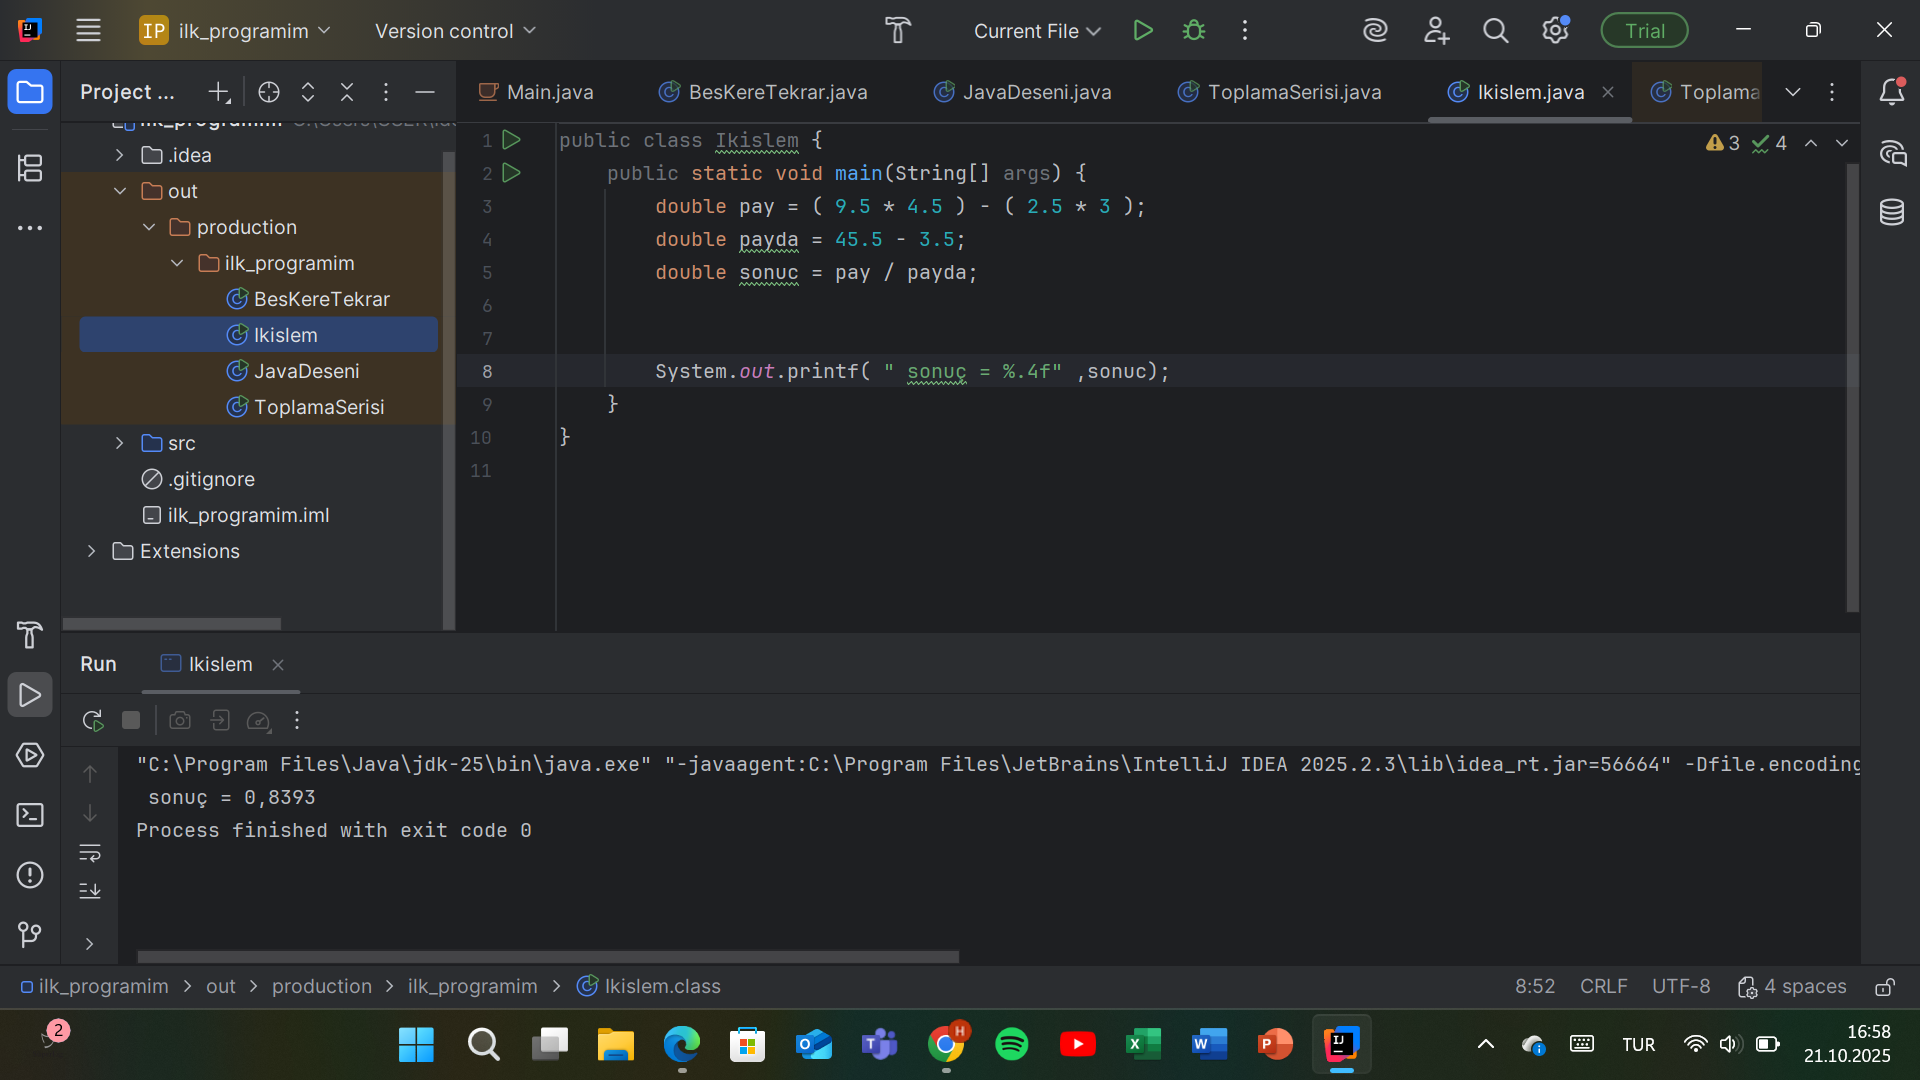 IP ilk_programim Version control Current File Trial
Project ... Main.java BesKereTekrar.java JavaDeseni.java ToplamaSerisi.java Ikislem.java Toplama
.idea
out
production
ilk_programim
BesKereTekrar
Ikislem
JavaDeseni
ToplamaSerisi
src
.gitignore
ilk_programim.iml
Extensions
3 4
1 public class Ikislem {
2 public static void main(String[] args) {
3 double pay = ( 9.5 * 4.5 ) - ( 2.5 * 3 );
4 double payda = 45.5 - 3.5;
5 double sonuc = pay / payda;
6
7
8 System.out.printf( " sonuç = %.4f" ,sonuc);
9 }
10 }
11
Run Ikislem
"C:\Program Files\Java\jdk-25\bin\java.exe" "-javaagent:C:\Program Files\JetBrains\IntelliJ IDEA 2025.2.3\lib\idea_rt.jar=56664" -Dfile.encoding
sonuç = 0,8393
Process finished with exit code 0
ilk_programim > out > production > ilk_programim > Ikislem.class 8:52 CRLF UTF-8 4 spaces
2 H TUR 16:58
21.10.2025